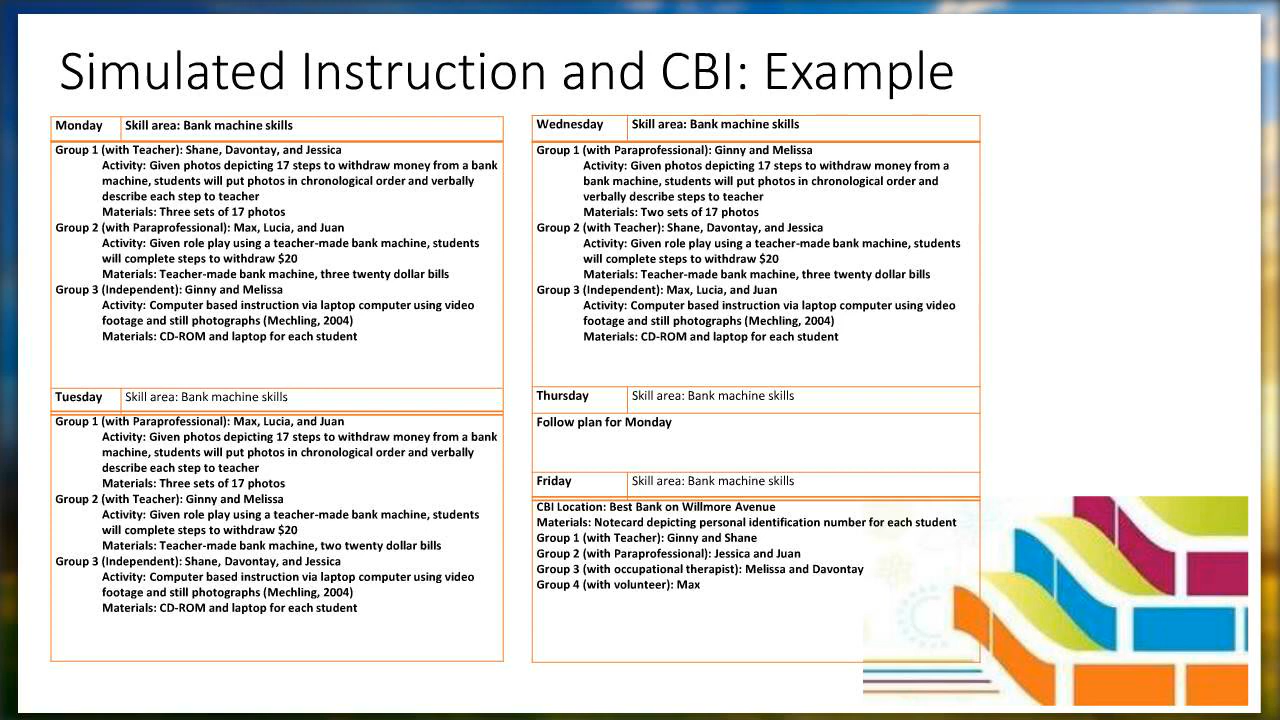 Simulated Instruction and CBI: Example
Monday Skill area: Bank machine skills
Group 1 (with Teacher): Shane, Davontay, and Jessica
Activity: Given photos depicting 17 steps to withdraw money from a bank
machine, students will put photos in chronological order and verbally
describe each step to teacher
Materials: Three sets of 17 photos
Group 2 (with Paraprofessional): Max, Lucia, and Juan
Activity: Given role play using a teacher-made bank machine, students
will complete steps to withdraw $20
Materials: Teacher-made bank machine, three twenty dollar bills
Group 3 (Independent): Ginny and Melissa
Activity: Computer based instruction via laptop computer using video
footage and still photographs (Mechling, 2004)
Materials: CD-ROM and laptop for each student
Tuesday Skill area: Bank machine skills
Group 1 (with Paraprofessional): Max, Lucia, and Juan
Activity: Given photos depicting 17 steps to withdraw money from a bank
machine, students will put photos in chronological order and verbally
describe each step to teacher
Materials: Three sets of 17 photos
Group 2 (with Teacher): Ginny and Melissa
Activity: Given role play using a teacher-made bank machine, students
will complete steps to withdraw $20
Materials: Teacher-made bank machine, two twenty dollar bills
Group 3 (Independent): Shane, Davontay, and Jessica
Activity: Computer based instruction via laptop computer using video
footage and still photographs (Mechling, 2004)
Materials: CD-ROM and laptop for each student
Wednesday Skill area: Bank machine skills
Group 1 (with Paraprofessional): Ginny and Melissa
Activity: Given photos depicting 17 steps to withdraw money from a
bank machine, students will put photos in chronological order and
verbally describe steps to teacher
Materials: Two sets of 17 photos
Group 2 (with Teacher): Shane, Davontay, and Jessica
Activity: Given role play using a teacher-made bank machine, students
will complete steps to withdraw $20
Materials: Teacher-made bank machine, three twenty dollar bills
Group 3 (Independent): Max, Lucia, and Juan
Activity: Computer based instruction via laptop computer using video
footage and still photographs (Mechling, 2004)
Materials: CD-ROM and laptop for each student
Thursday Skill area: Bank machine skills
Follow plan for Monday
Friday Skill area: Bank machine skills
CBI Location: Best Bank on Willmore Avenue
Materials: Notecard depicting personal identification number for each student
Group 1 (with Teacher): Ginny and Shane
Group 2 (with Paraprofessional): Jessica and Juan
Group 3 (with occupational therapist): Melissa and Davontay
Group 4 (with volunteer): Max